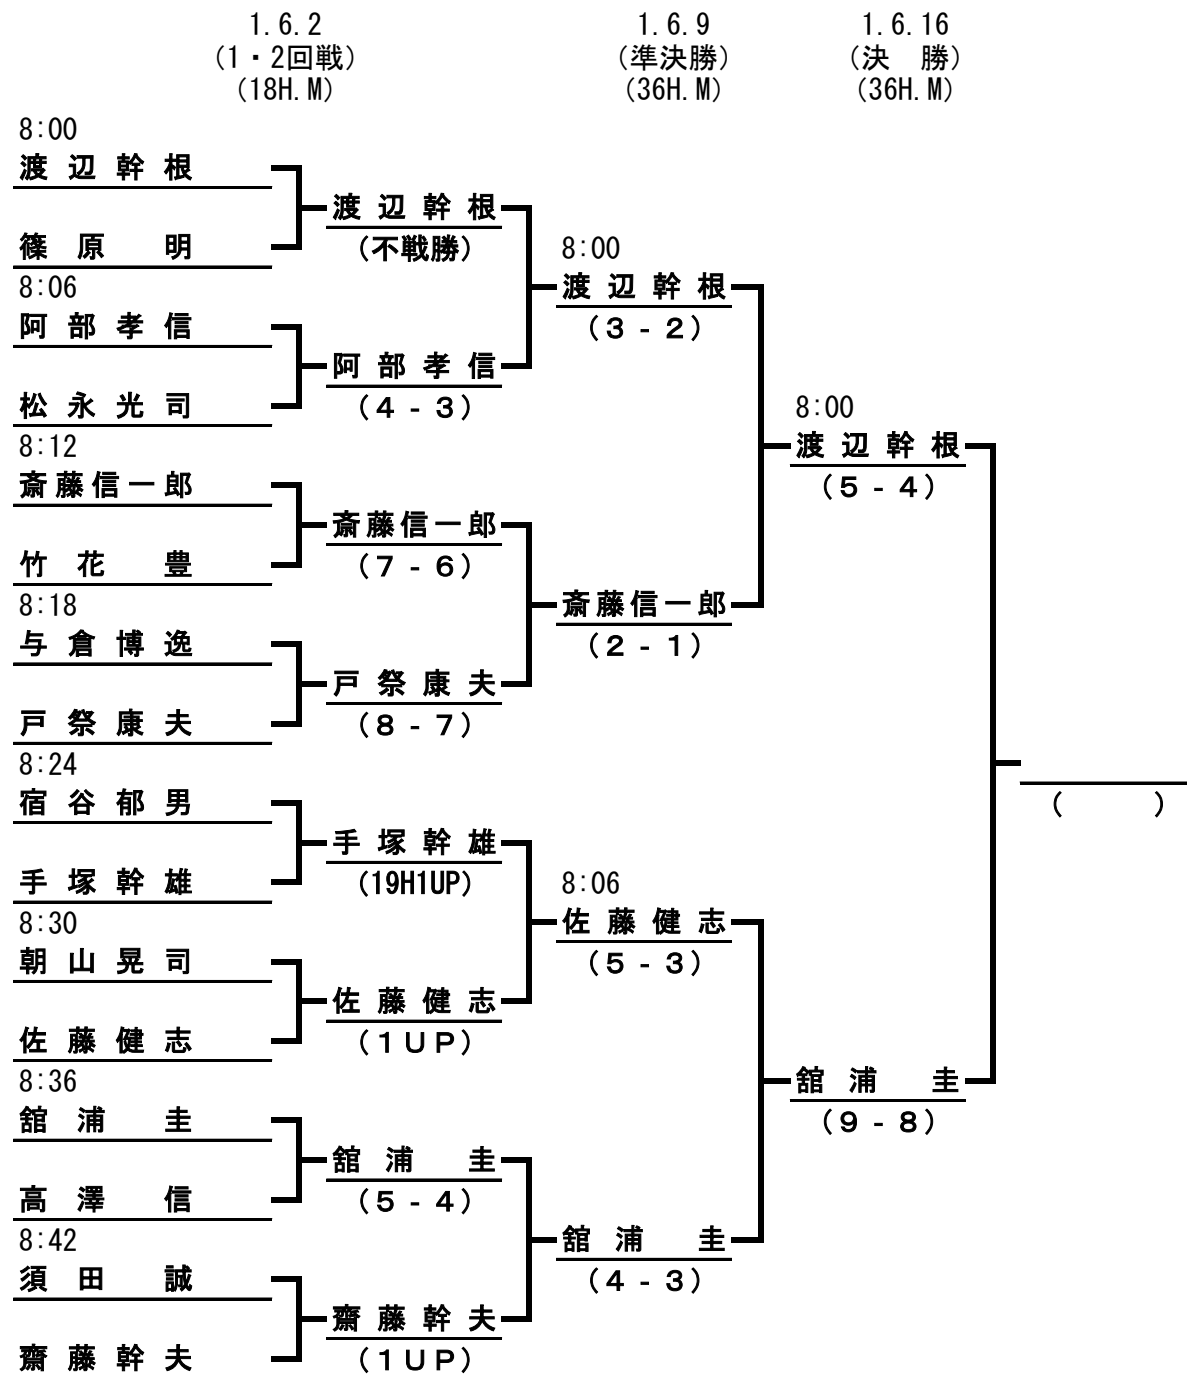 1.6.2 1.6.9 1.6.16
(1・2回戦) (準決勝) (決　勝)
(18H.M) (36H.M) (36H.M)
8:00
渡辺幹根
渡辺幹根
篠原　明 (不戦勝) 8:00
8:06
渡辺幹根
阿部孝信 (3-2)
阿部孝信
松永光司 (4-3) 8:00
8:12
渡辺幹根
斎藤信一郎 (5-4)
斎藤信一郎
竹花　豊 (7-6)
8:18
斎藤信一郎
与倉博逸 (2-1)
戸祭康夫
戸祭康夫 (8-7)
8:24
宿谷郁男 (　　)
手塚幹雄
手塚幹雄 (19H1UP) 8:06
8:30
佐藤健志
朝山晃司 (5-3)
佐藤健志
佐藤健志 (1UP)
8:36
舘浦　圭
舘浦　圭 (9-8)
舘浦　圭
高澤　信 (5-4)
8:42
舘浦　圭
須田　誠 (4-3)
齋藤幹夫
齋藤幹夫 (1UP)